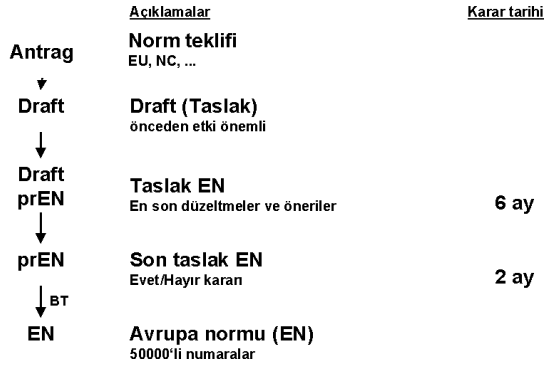 Açıklamalar Karar tarihi
Antrag Norm teklifi
EU, NC, ...
Draft Draft (Taslak)
önceden etki önemli
Draft
prEN Taslak EN
En son düzeltmeler ve öneriler 6 ay
prEN Son taslak EN
Evet/Hayır kararı 2 ay
BT
EN Avrupa normu (EN)
50000‘li numaralar